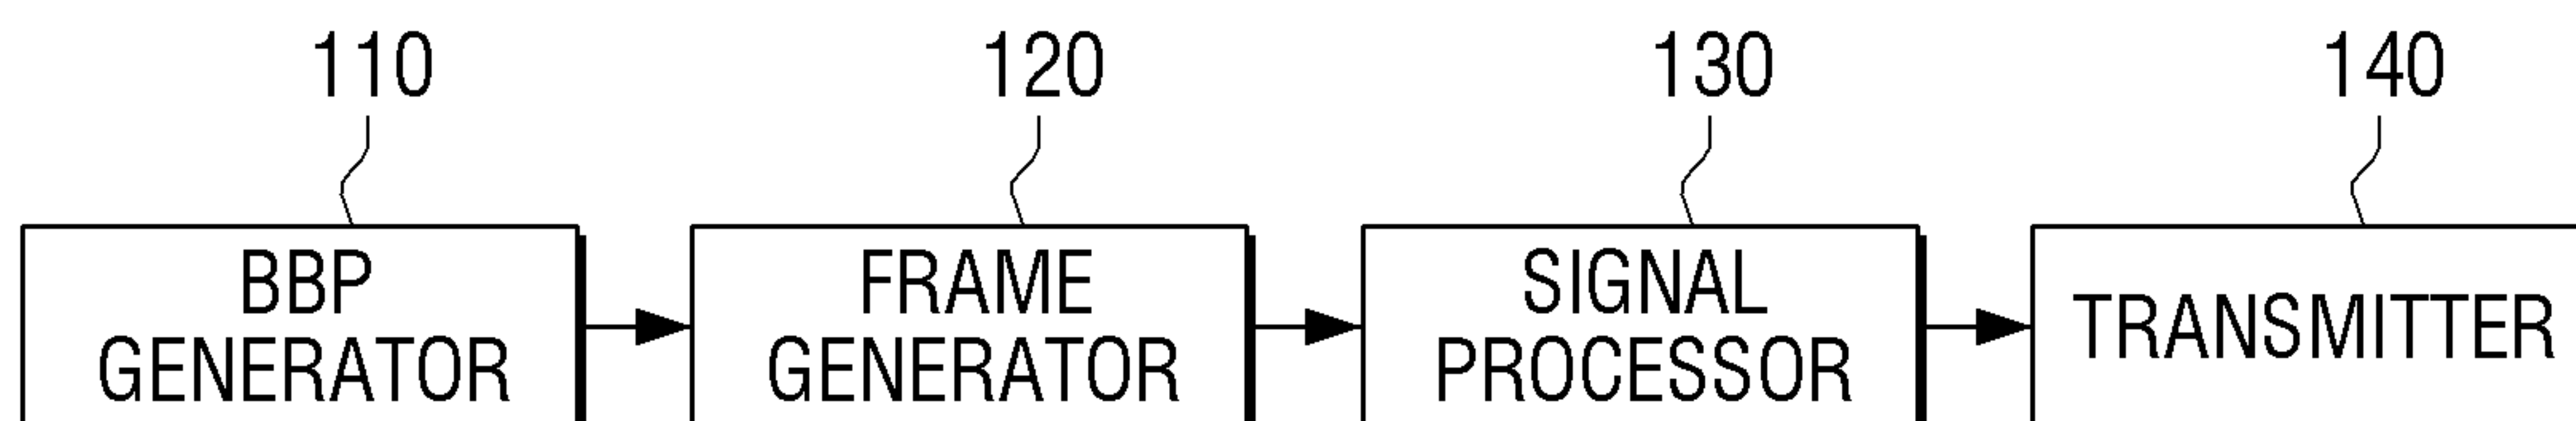 110
120
130
140
BBP
GENERATOR
FRAME
GENERATOR
SIGNAL
PROCESSOR
TRANSMITTER